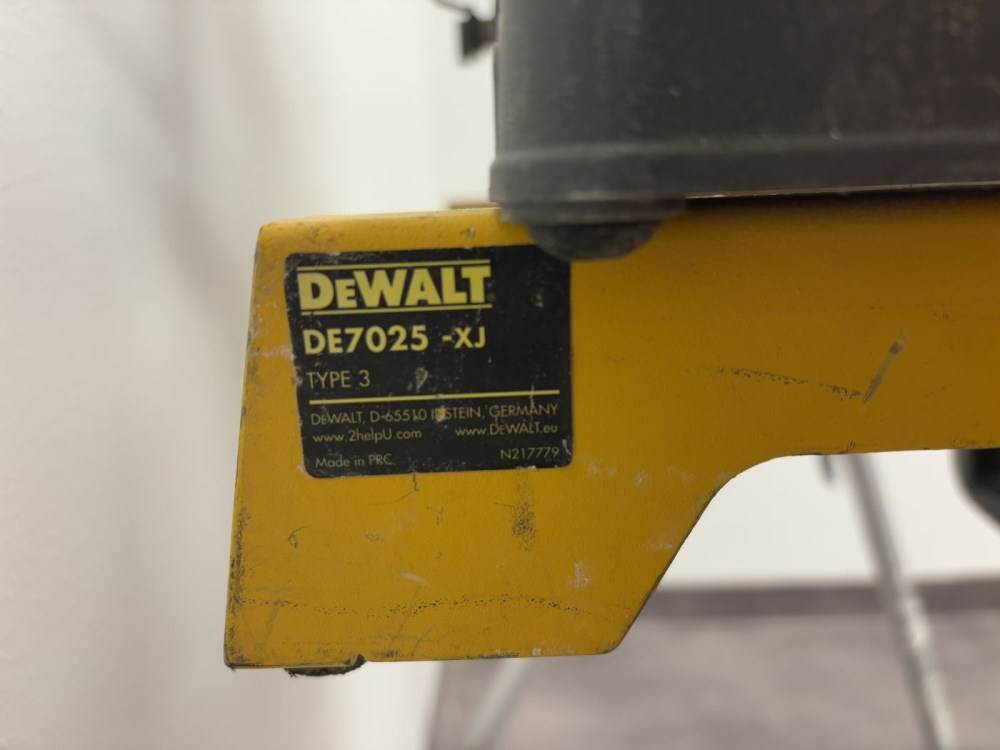 DEWALT
DE7025 -XJ
TYPE 3
DEWALT, D-65510 IDSTEIN, GERMANY
www.2helpU.com www.DEWALT.eu
Made in PRC N217779